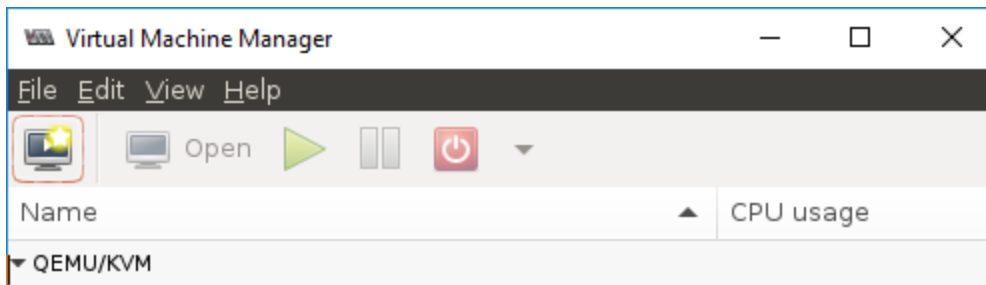 Virtual Machine Manager
File Edit View Help
Open
Name CPU usage
QEMU/KVM